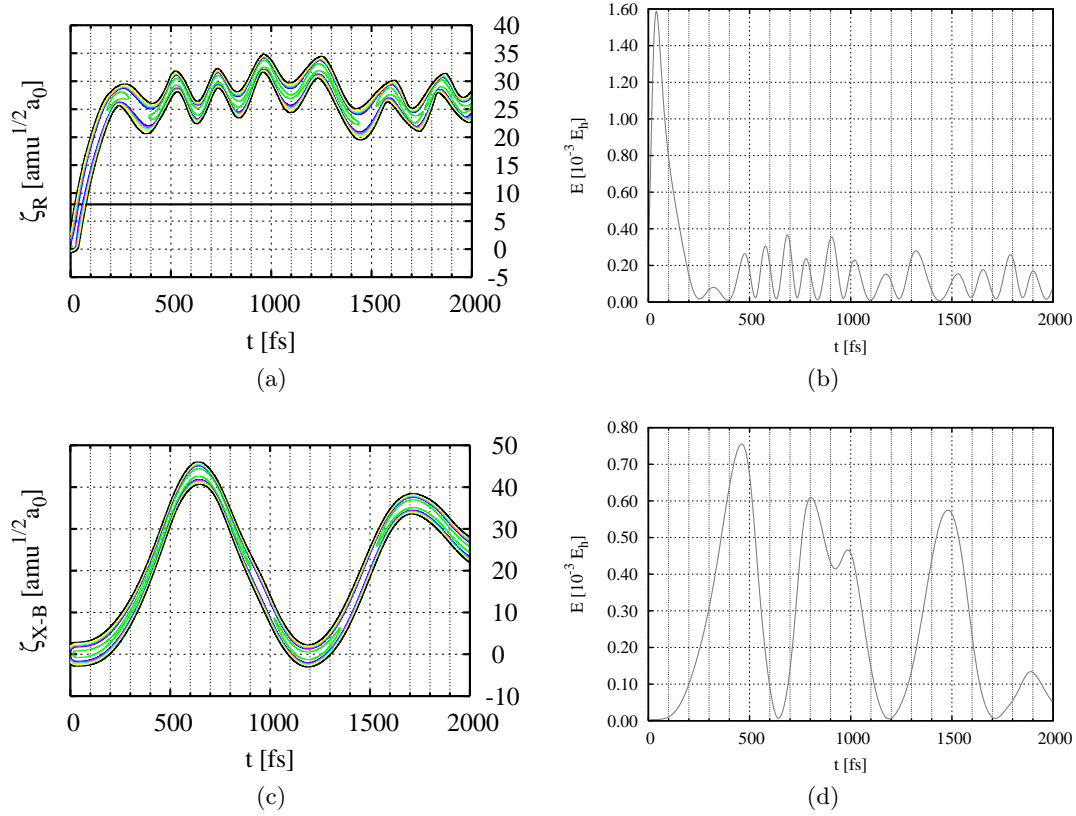 40
35
30
25
20
15
10
5
0
-5
ζR [amu1/2a0]
0 500 1000 1500 2000
t [fs]
(a)
1.60
1.40
1.20
1.00
0.80
0.60
0.40
0.20
0.00
E [10-3 Eh]
0 500 1000 1500 2000
t [fs]
(b)
50
40
30
20
10
0
-10
ζX-B [amu1/2a0]
0 500 1000 1500 2000
t [fs]
(c)
0.80
0.70
0.60
0.50
0.40
0.30
0.20
0.10
0.00
E [10-3 Eh]
0 500 1000 1500 2000
t [fs]
(d)